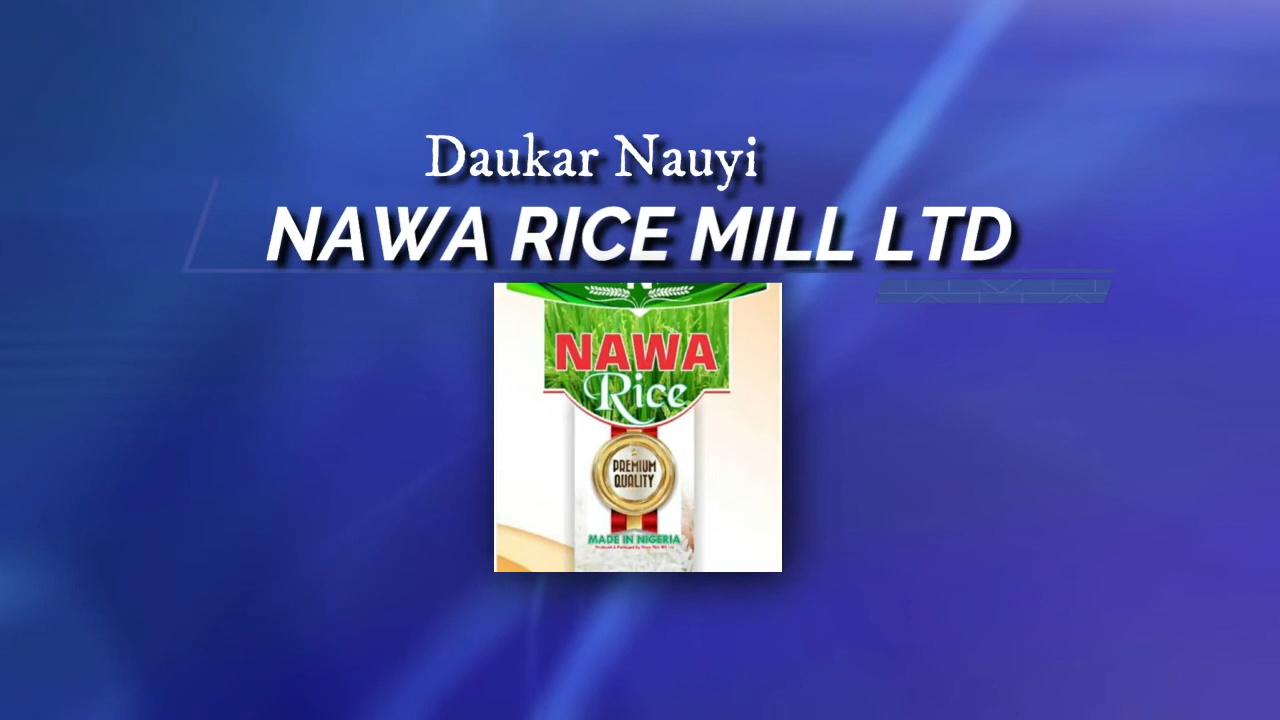 Daukar Nauyi
NAWA RICE MILL LTD
NAWA
Rice
PREMIUM
QUALITY
MADE IN NIGERIA